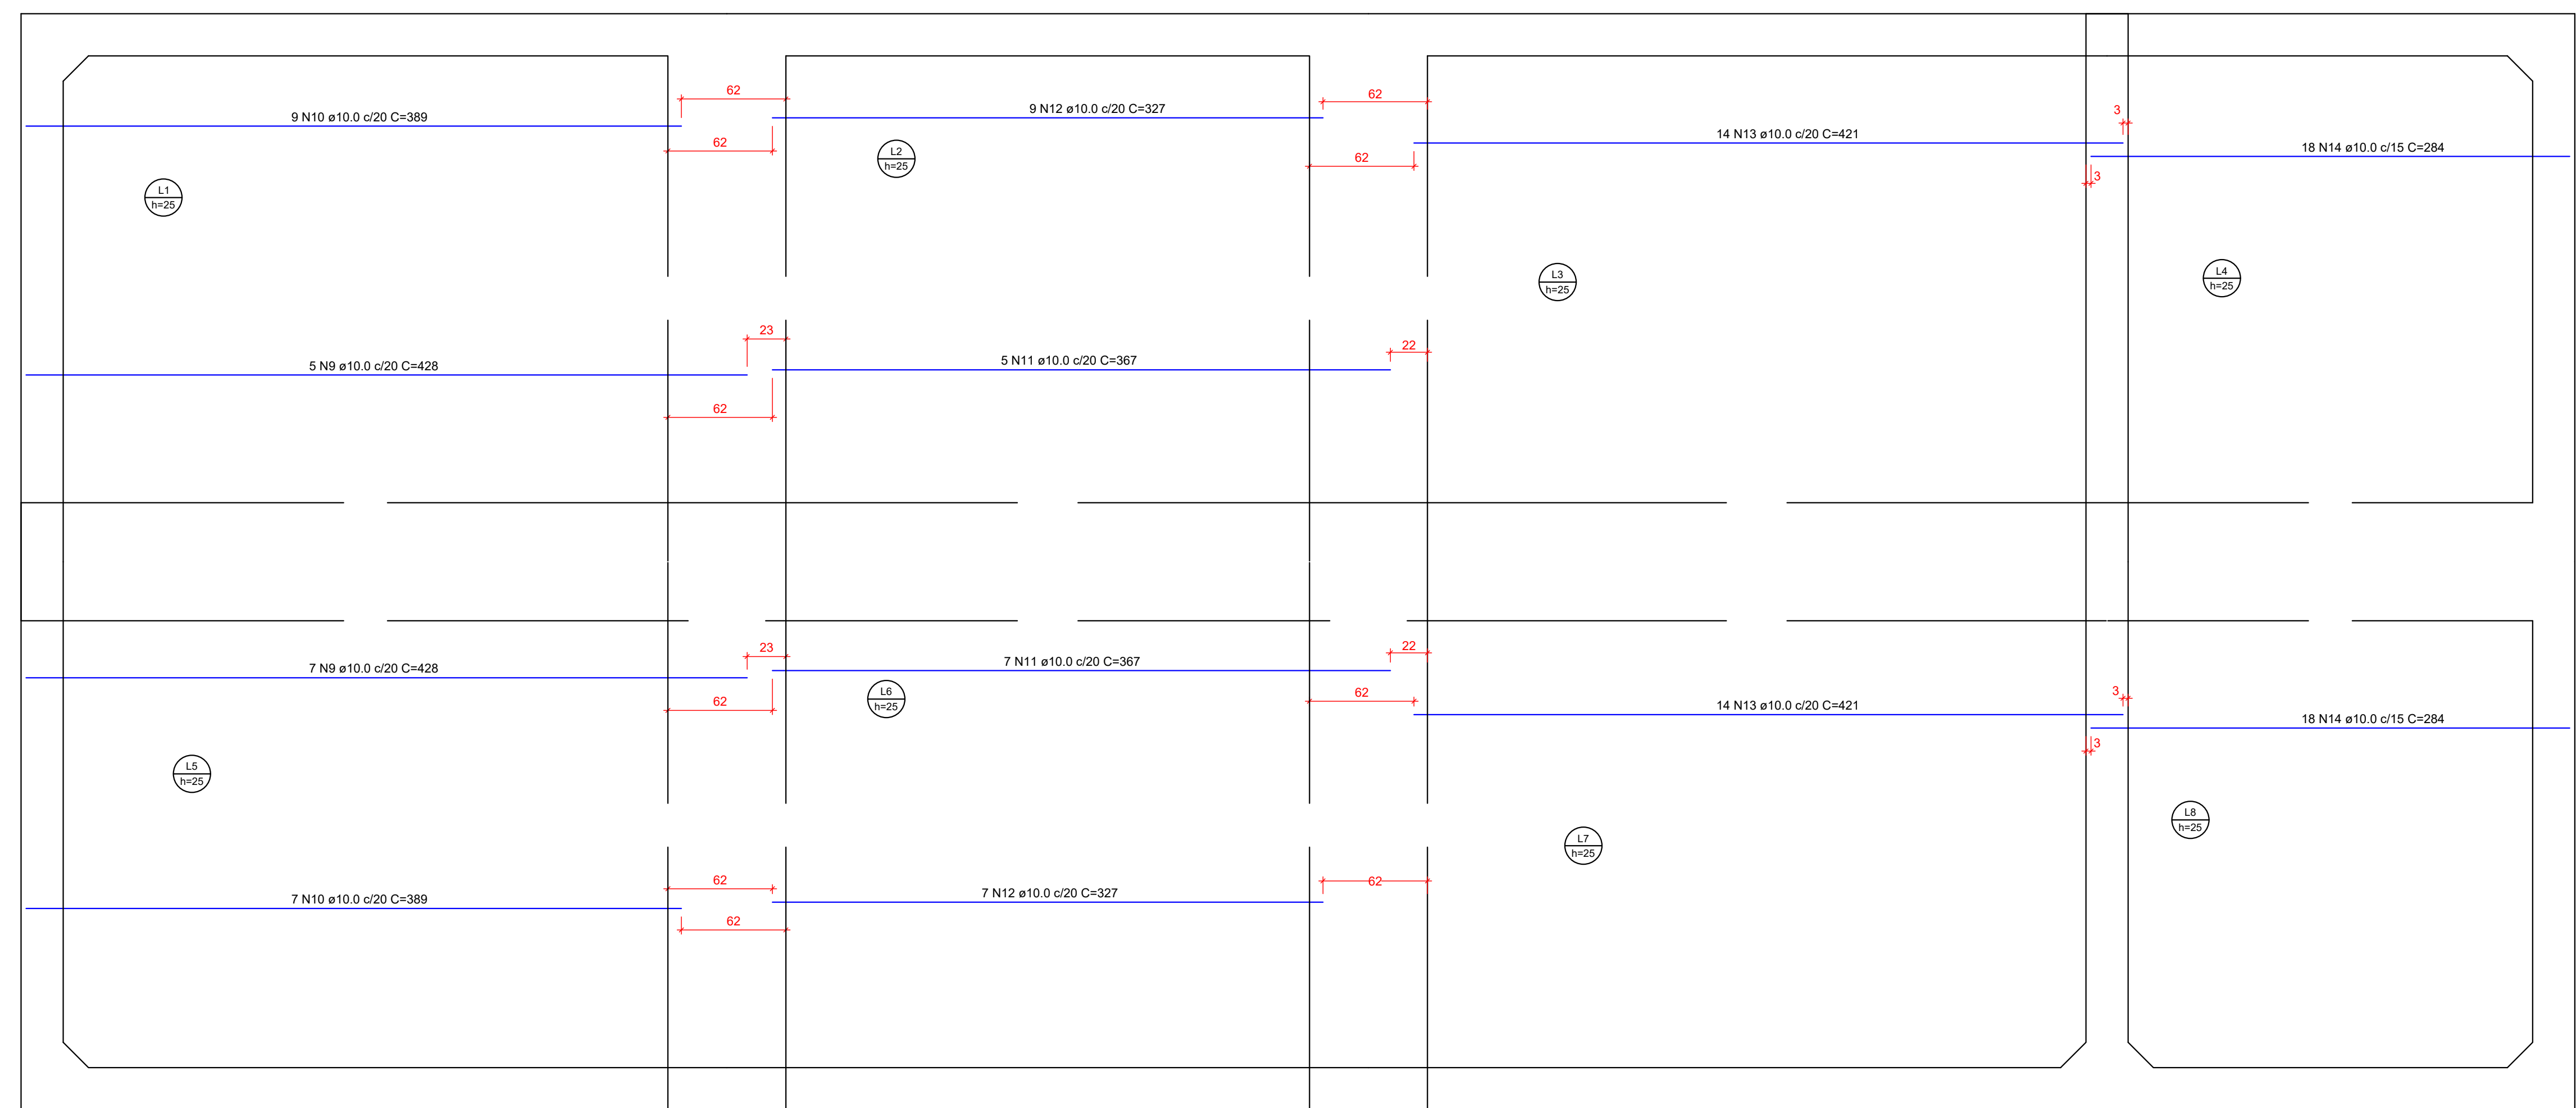 62
62
9 N10 ø10.0 c/20 C=389
9 N12 ø10.0 c/20 C=327
3
14 N13 ø10.0 c/20 C=421
62
62
18 N14 ø10.0 c/15 C=284
L2
h=25
3
L1
h=25
L3
h=25
L4
h=25
23
22
5 N9 ø10.0 c/20 C=428
5 N11 ø10.0 c/20 C=367
62
23
22
7 N9 ø10.0 c/20 C=428
7 N11 ø10.0 c/20 C=367
62
L6
h=25
62
3
14 N13 ø10.0 c/20 C=421
18 N14 ø10.0 c/15 C=284
3
L5
h=25
L8
h=25
L7
h=25
62
62
7 N10 ø10.0 c/20 C=389
7 N12 ø10.0 c/20 C=327
62